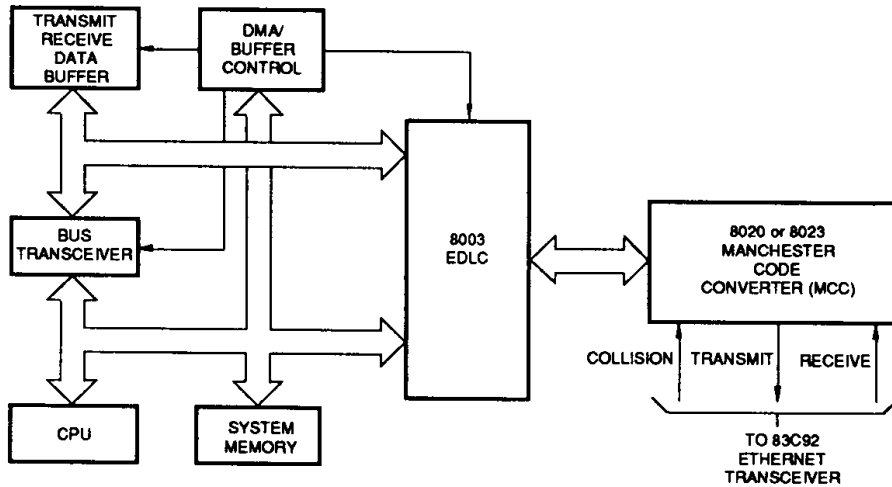 TRANSMIT
RECEIVE
DATA
BUFFER
DMA/
BUFFER
CONTROL
BUS
TRANSCEIVER
8003
EDLC
8020 or 8023
MANCHESTER
CODE
CONVERTER (MCC)
COLLISION
TRANSMIT
RECEIVE
CPU
SYSTEM
MEMORY
TO 83C92
ETHERNET
TRANSCEIVER